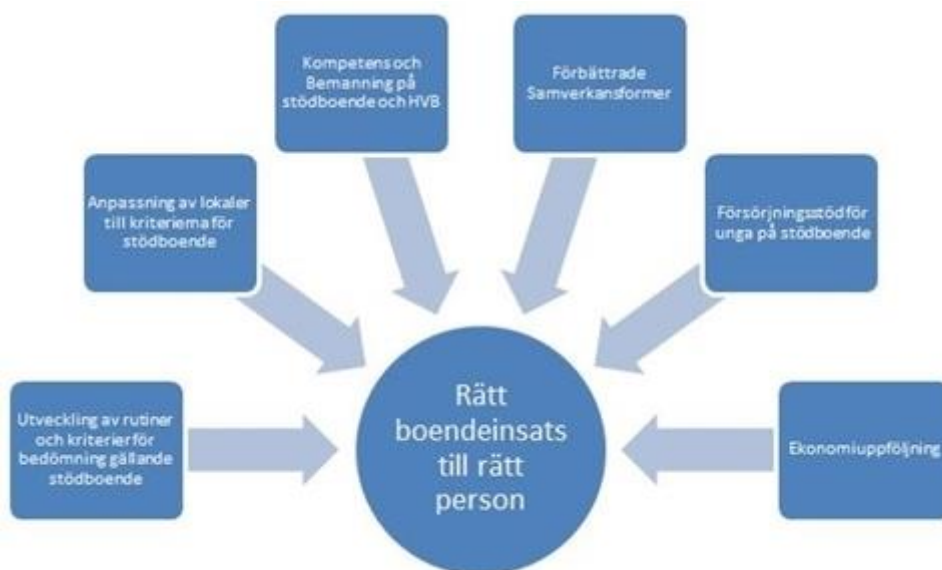 Kompetens och
Bemanning på
stödboende och HVB
Förbättrade
Samverkansformer
Anpassning av lokaler
till kriterierna för
stödboende
Försörjningsstöd för
unga på stödboende
Utveckling av rutiner
och kriterier för
bedömning gällande
stödboende
Rätt
boendeinsats
till rätt
person
Ekonomiuppföljning